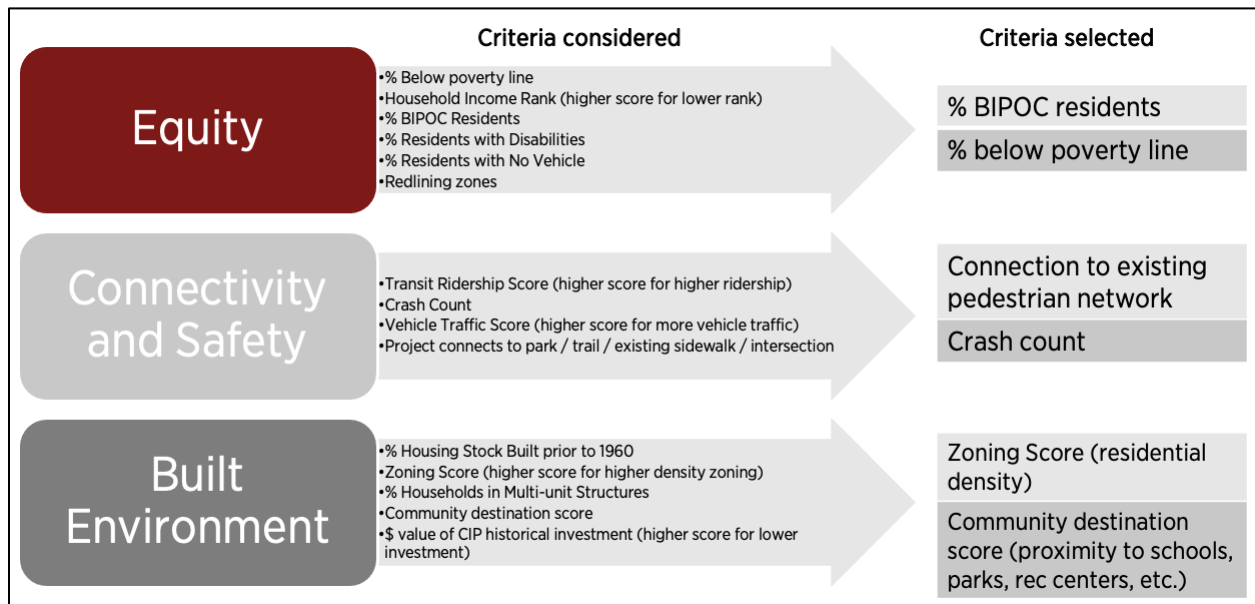 Criteria considered
Criteria selected
Equity
•% Below poverty line
•Household Income Rank (higher score for lower rank)
•% BIPOC Residents
•% Residents with Disabilities
•% Residents with No Vehicle
•Redlining zones
% BIPOC residents
% below poverty line
Connectivity
and Safety
•Transit Ridership Score (higher score for higher ridership)
•Crash Count
•Vehicle Traffic Score (higher score for more vehicle traffic)
•Project connects to park / trail / existing sidewalk / intersection
Connection to existing
pedestrian network
Crash count
Built
Environment
•% Housing Stock Built prior to 1960
•Zoning Score (higher score for higher density zoning)
•% Households in Multi-unit Structures
•Community destination score
•$ value of CIP historical investment (higher score for lower
investment)
Zoning Score (residential
density)
Community destination
score (proximity to schools,
parks, rec centers, etc.)